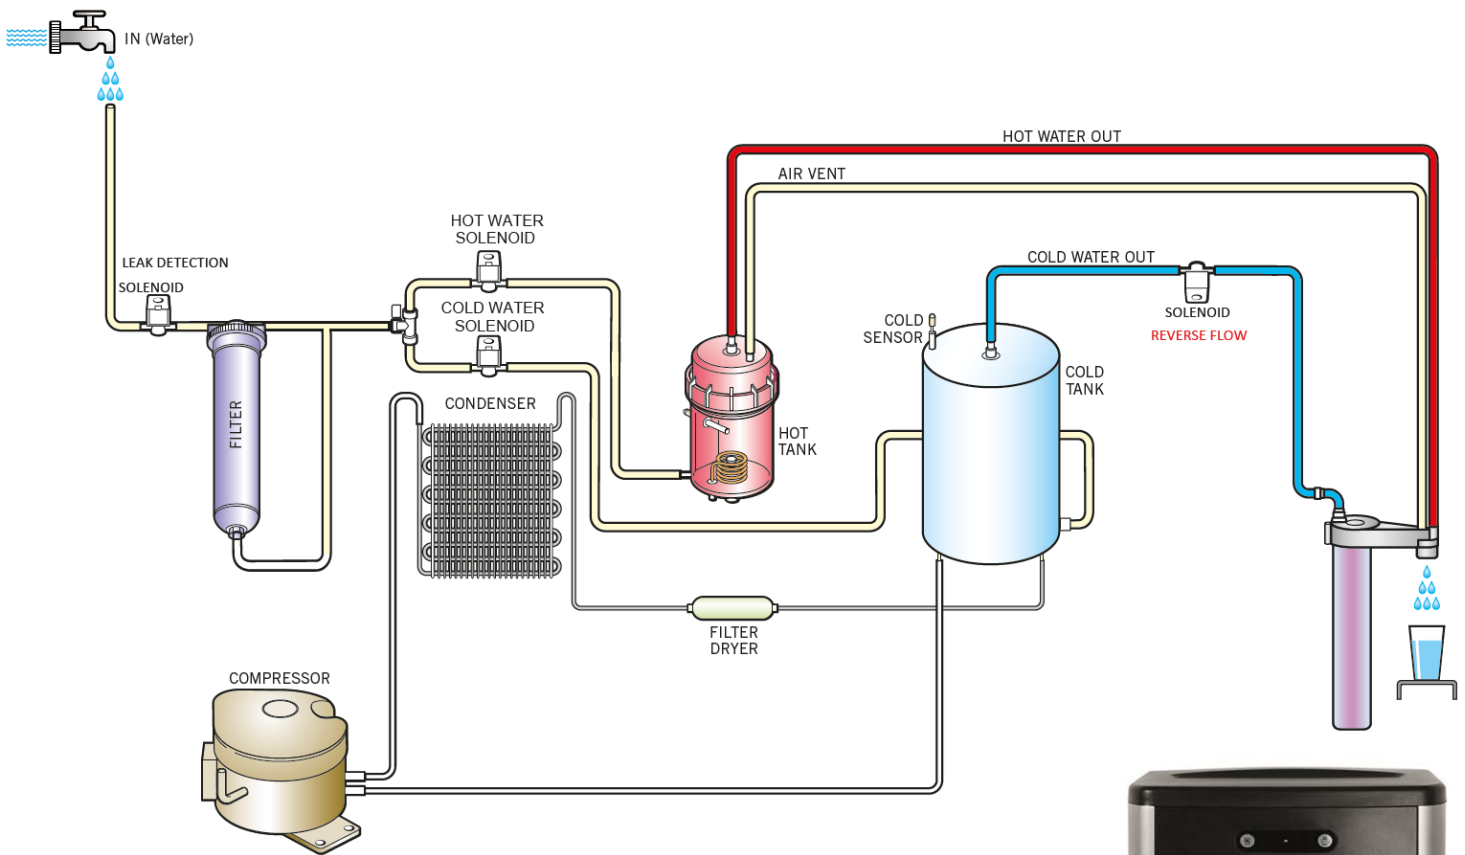 IN (Water)
HOT WATER OUT
AIR VENT
HOT WATER
SOLENOID
LEAK DETECTION
SOLENOID
COLD WATER
SOLENOID
COLD WATER OUT
SOLENOID
REVERSE FLOW
COLD
SENSOR
COLD
TANK
CONDENSER
FILTER
HOT
TANK
FILTER
DRYER
COMPRESSOR